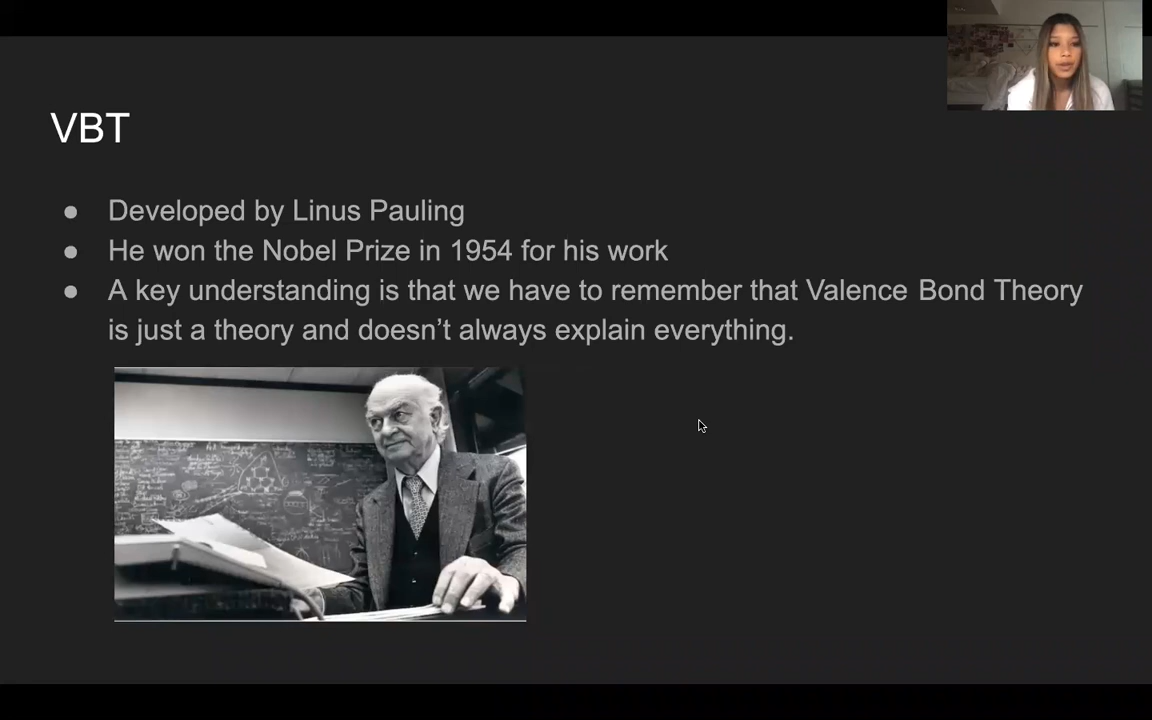 VBT
● Developed by Linus Pauling
● He won the Nobel Prize in 1954 for his work
● A key understanding is that we have to remember that Valence Bond Theory
is just a theory and doesn’t always explain everything.